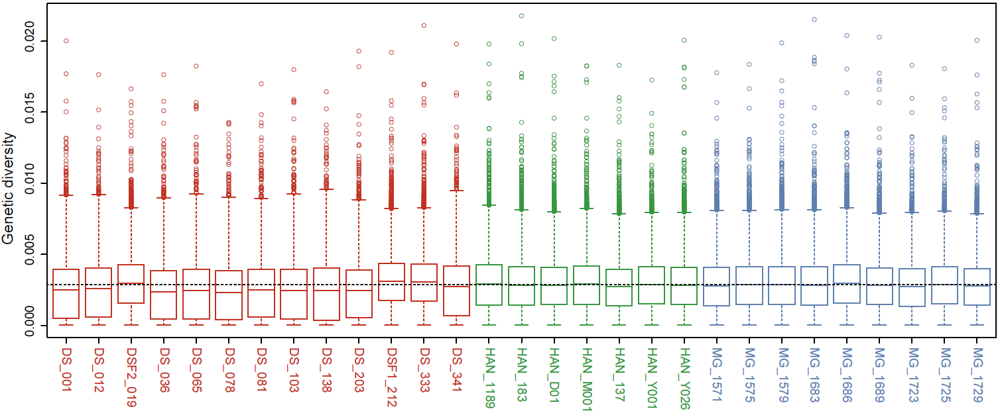 Genetic diversity
0.020
0.015
0.010
0.005
0.000
DS_001
DS_012
DSF2_019
DS_036
DS_065
DS_078
DS_081
DS_103
DS_138
DS_203
DSF1_212
DS_333
DS_341
HAN_1189
HAN_183
HAN_D01
HAN_M001
HAN_137
HAN_Y001
HAN_Y026
MG_1571
MG_1575
MG_1579
MG_1683
MG_1686
MG_1689
MG_1723
MG_1725
MG_1729